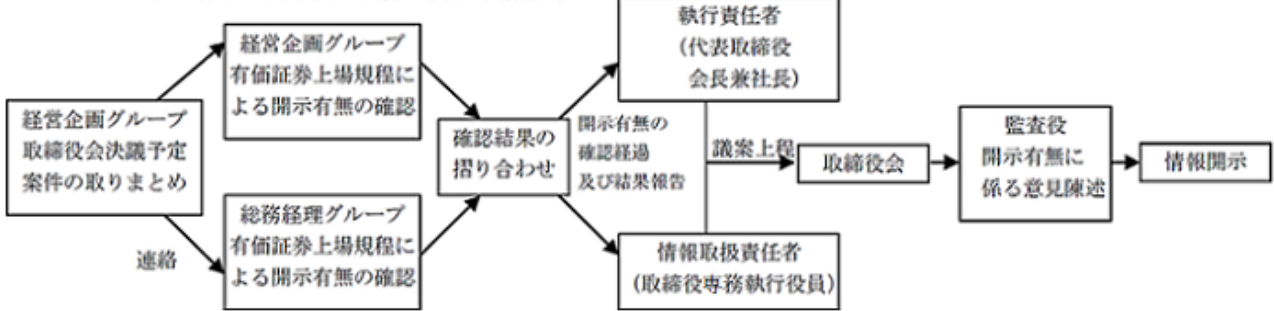 経営企画グループ
取締役会決議予定
案件の取りまとめ
連絡
経営企画グループ
有価証券上場規程に
よる開示有無の確認
総務経理グループ
有価証券上場規程に
よる開示有無の確認
確認結果の
摺り合わせ
開示有無の
確認経過
及び結果報告
執行責任者
(代表取締役
会長兼社長)
情報取扱責任者
(取締役専務執行役員)
議案上程
取締役会
監査役
開示有無に
係る意見陳述
情報開示